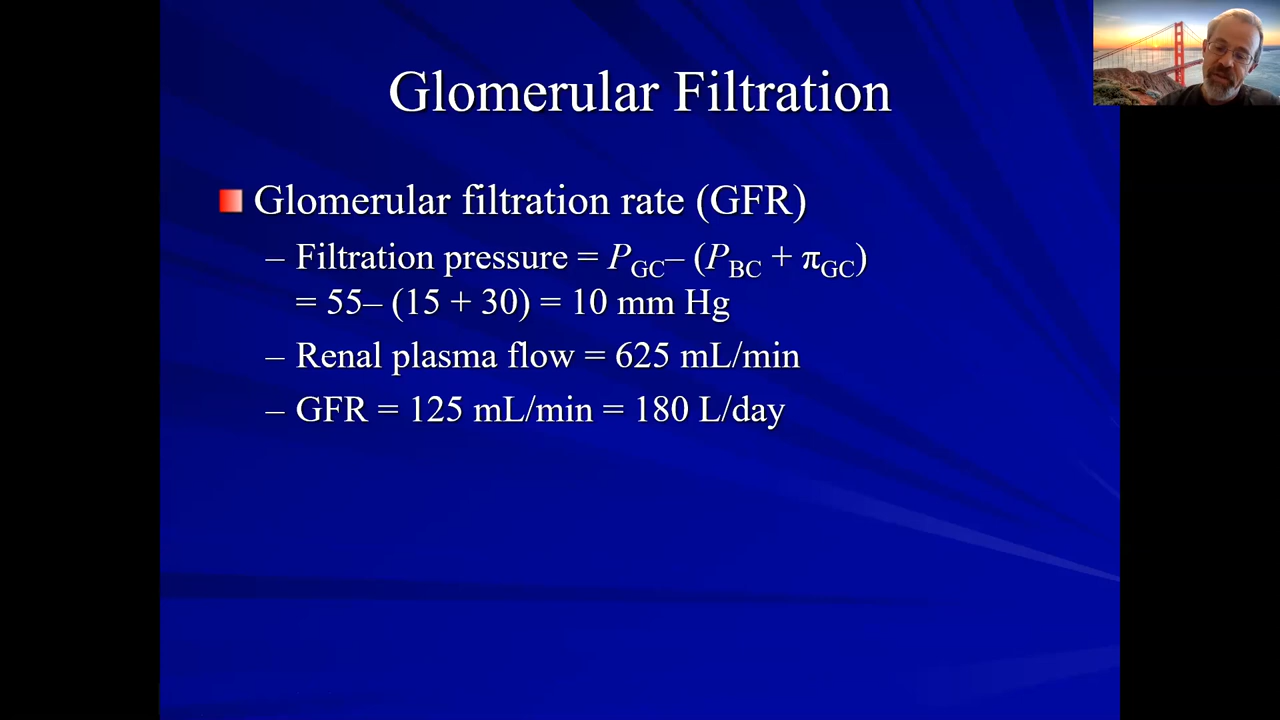 Glomerular Filtration
Glomerular filtration rate (GFR)
– Filtration pressure = P_GC– (P_BC + π_GC)
= 55– (15 + 30) = 10 mm Hg
– Renal plasma flow = 625 mL/min
– GFR = 125 mL/min = 180 L/day